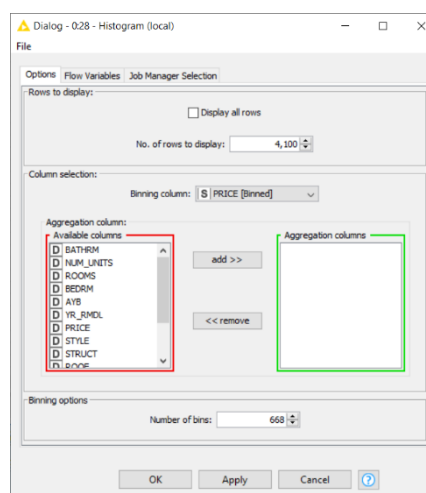 Dialog - 0:28 - Histogram (local)
File
Options Flow Variables Job Manager Selection
Rows to display:
Display all rows
No. of rows to display: 4,100
Column selection:
Binning column: S PRICE [Binned]
Aggregation column:
Available columns Aggregation columns
D BATHRM
D NUM_UNITS
D ROOMS
D BEDRM
D AYB
D YR_RMDL
D PRICE
D STYLE
D STRUCT
D ROOF
add >>
<< remove
Binning options
Number of bins: 668
OK Apply Cancel ?